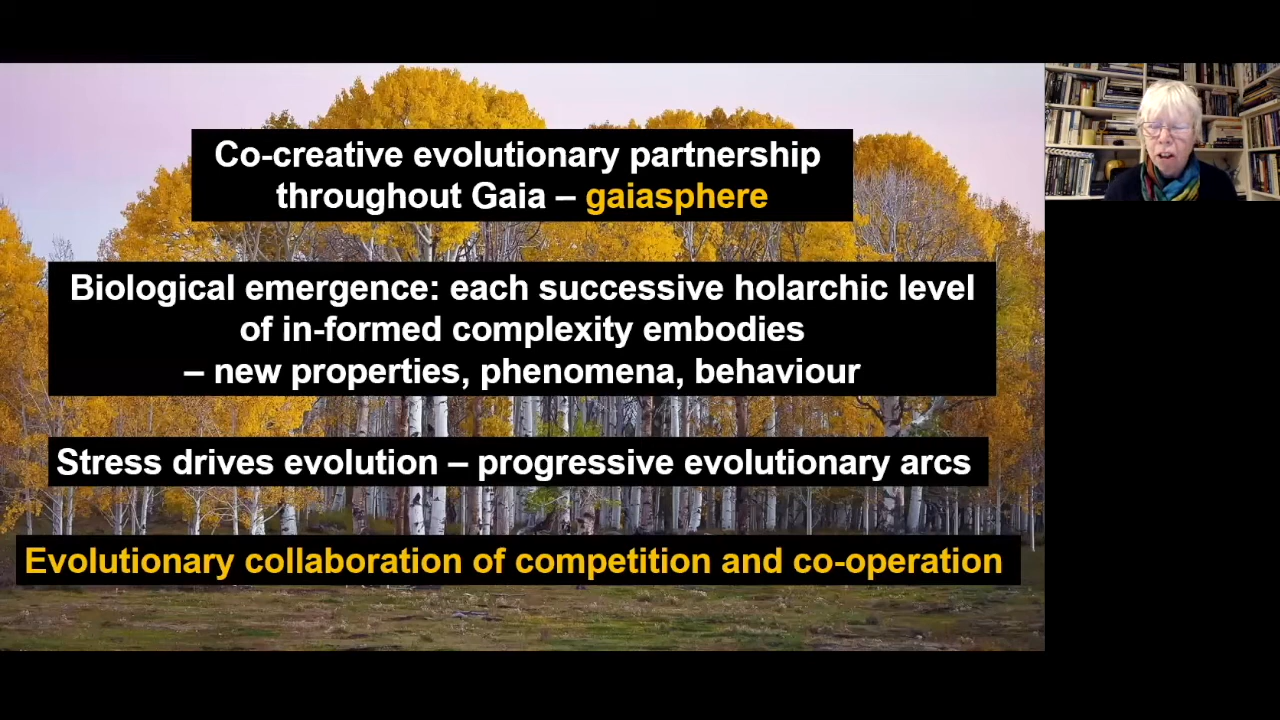 Co-creative evolutionary partnership
throughout Gaia – gaiasphere
Biological emergence: each successive holarchic level
of in-formed complexity embodies
– new properties, phenomena, behaviour
Stress drives evolution – progressive evolutionary arcs
Evolutionary collaboration of competition and co-operation